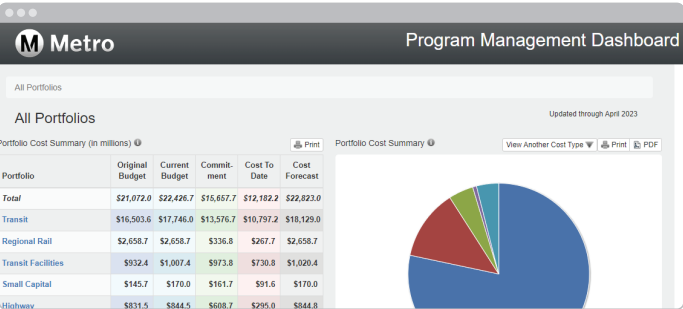 M Metro
Program Management Dashboard
All Portfolios
All Portfolios
Updated through April 2023
Portfolio Cost Summary (in millions)
Print
Portfolio Cost Summary
View Another Cost Type
Print
PDF
Portfolio Original Budget Current Budget Commit-ment Cost To Date Cost Forecast
Total $21,072.0 $22,426.7 $15,657.7 $12,182.2 $22,823.0
Transit $16,503.6 $17,746.0 $13,576.7 $10,797.2 $18,129.0
Regional Rail $2,658.7 $2,658.7 $336.8 $267.7 $2,658.7
Transit Facilities $932.4 $1,007.4 $973.8 $730.8 $1,020.4
Small Capital $145.7 $170.0 $161.7 $91.6 $170.0
Highway $831.5 $844.5 $608.7 $295.0 $844.8